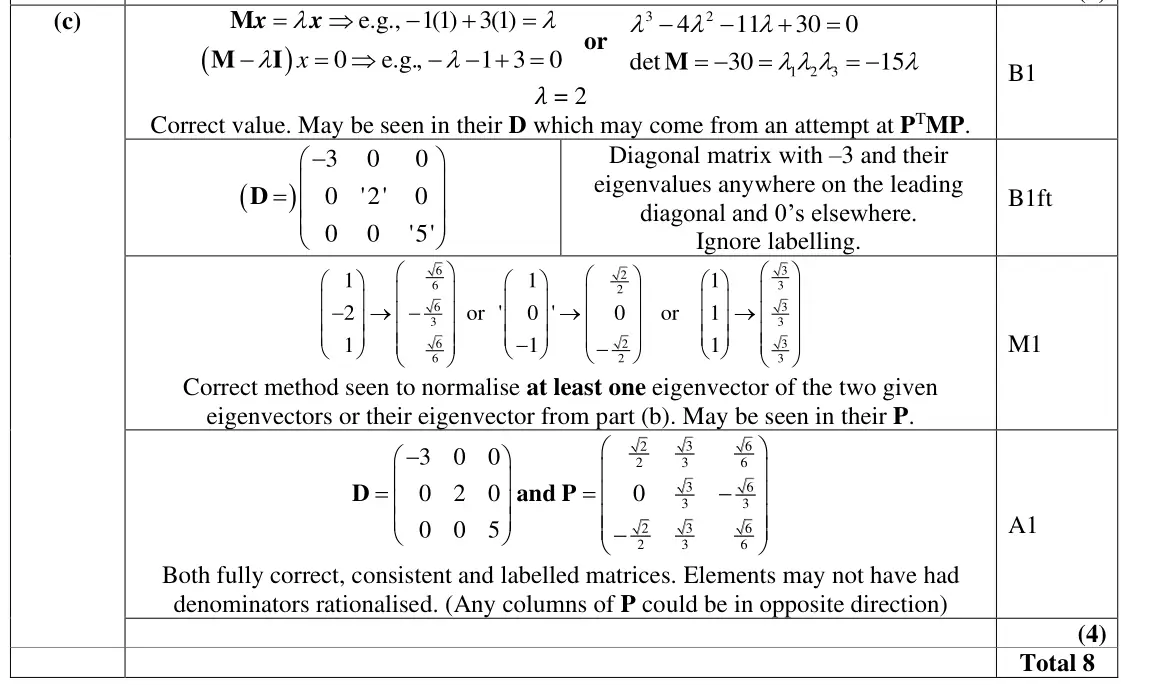 (c)
Mx = λx ⇒ e.g., −1(1) + 3(1) = λ
(M − λI)x = 0 ⇒ e.g., −λ − 1 + 3 = 0
or
λ³ − 4λ² − 11λ + 30 = 0
det M = −30 = λ₁λ₂λ₃ = −15λ
λ = 2
Correct value. May be seen in their D which may come from an attempt at PᵀMP.
B1
(D =) ( −3 0 0 ; 0 '2' 0 ; 0 0 '5' )
Diagonal matrix with –3 and their
eigenvalues anywhere on the leading
diagonal and 0's elsewhere.
Ignore labelling.
B1ft
( 1 ; −2 ; 1 ) → ( √6/6 ; −√6/3 ; √6/6 ) or '( 1 ; 0 ; −1 )' → ( √2/2 ; 0 ; −√2/2 ) or ( 1 ; 1 ; 1 ) → ( √3/3 ; √3/3 ; √3/3 )
Correct method seen to normalise at least one eigenvector of the two given
eigenvectors or their eigenvector from part (b). May be seen in their P.
M1
D = ( −3 0 0 ; 0 2 0 ; 0 0 5 ) and P = ( √2/2 √3/3 √6/6 ; 0 √3/3 −√6/3 ; −√2/2 √3/3 √6/6 )
Both fully correct, consistent and labelled matrices. Elements may not have had
denominators rationalised. (Any columns of P could be in opposite direction)
A1
(4)
Total 8